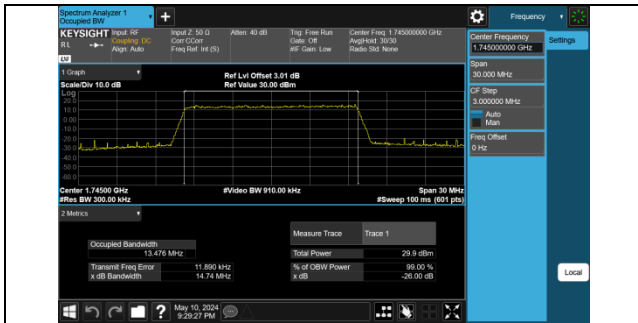 Spectrum Analyzer 1
Occupied BW
Frequency
KEYSIGHT
Input: RF
Coupling: DC
Align: Auto
Input Z: 50 Ω
Corr CCorr
Freq Ref: Int (S)
Atten: 40 dB
Trig: Free Run
Gate: Off
#IF Gain: Low
Center Freq: 1.745000000 GHz
Avg|Hold: 30/30
Radio Std: None
R L
LXI
Center Frequency
1.745000000 GHz
Settings
Span
30.000 MHz
CF Step
3.000000 MHz
Auto
Man
Freq Offset
0 Hz
1 Graph
Scale/Div 10.0 dB
Ref Lvl Offset 3.01 dB
Ref Value 30.00 dBm
Log
20.0
10.0
0.00
-10.0
-20.0
-30.0
-40.0
-50.0
-60.0
Center 1.74500 GHz
#Video BW 910.00 kHz
Span 30 MHz
#Res BW 300.00 kHz
#Sweep 100 ms (601 pts)
2 Metrics
Measure Trace
Trace 1
Occupied Bandwidth
13.476 MHz
Total Power
29.9 dBm
Transmit Freq Error
11.890 kHz
% of OBW Power
99.00 %
x dB Bandwidth
14.74 MHz
x dB
-26.00 dB
Local
May 10, 2024
9:29:27 PM